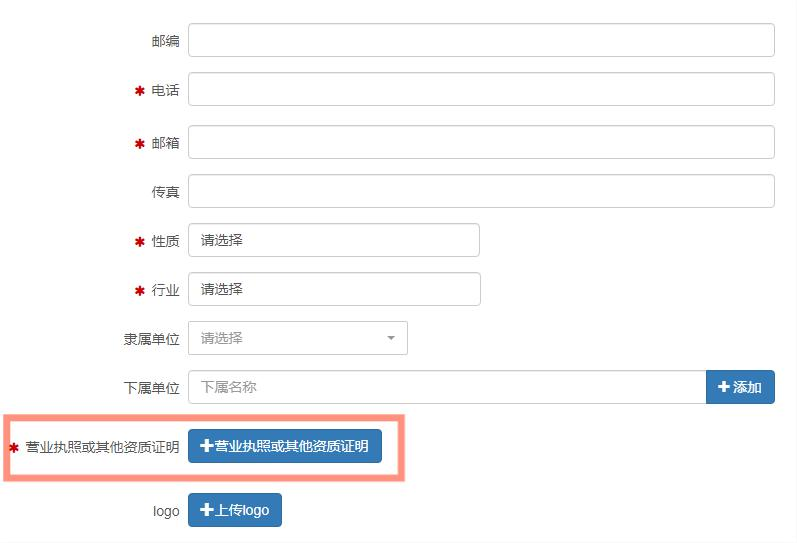 邮编
✱ 电话
✱ 邮箱
传真
✱ 性质 请选择
✱ 行业 请选择
隶属单位 请选择
下属单位 下属名称 +添加
✱ 营业执照或其他资质证明 +营业执照或其他资质证明
logo +上传logo